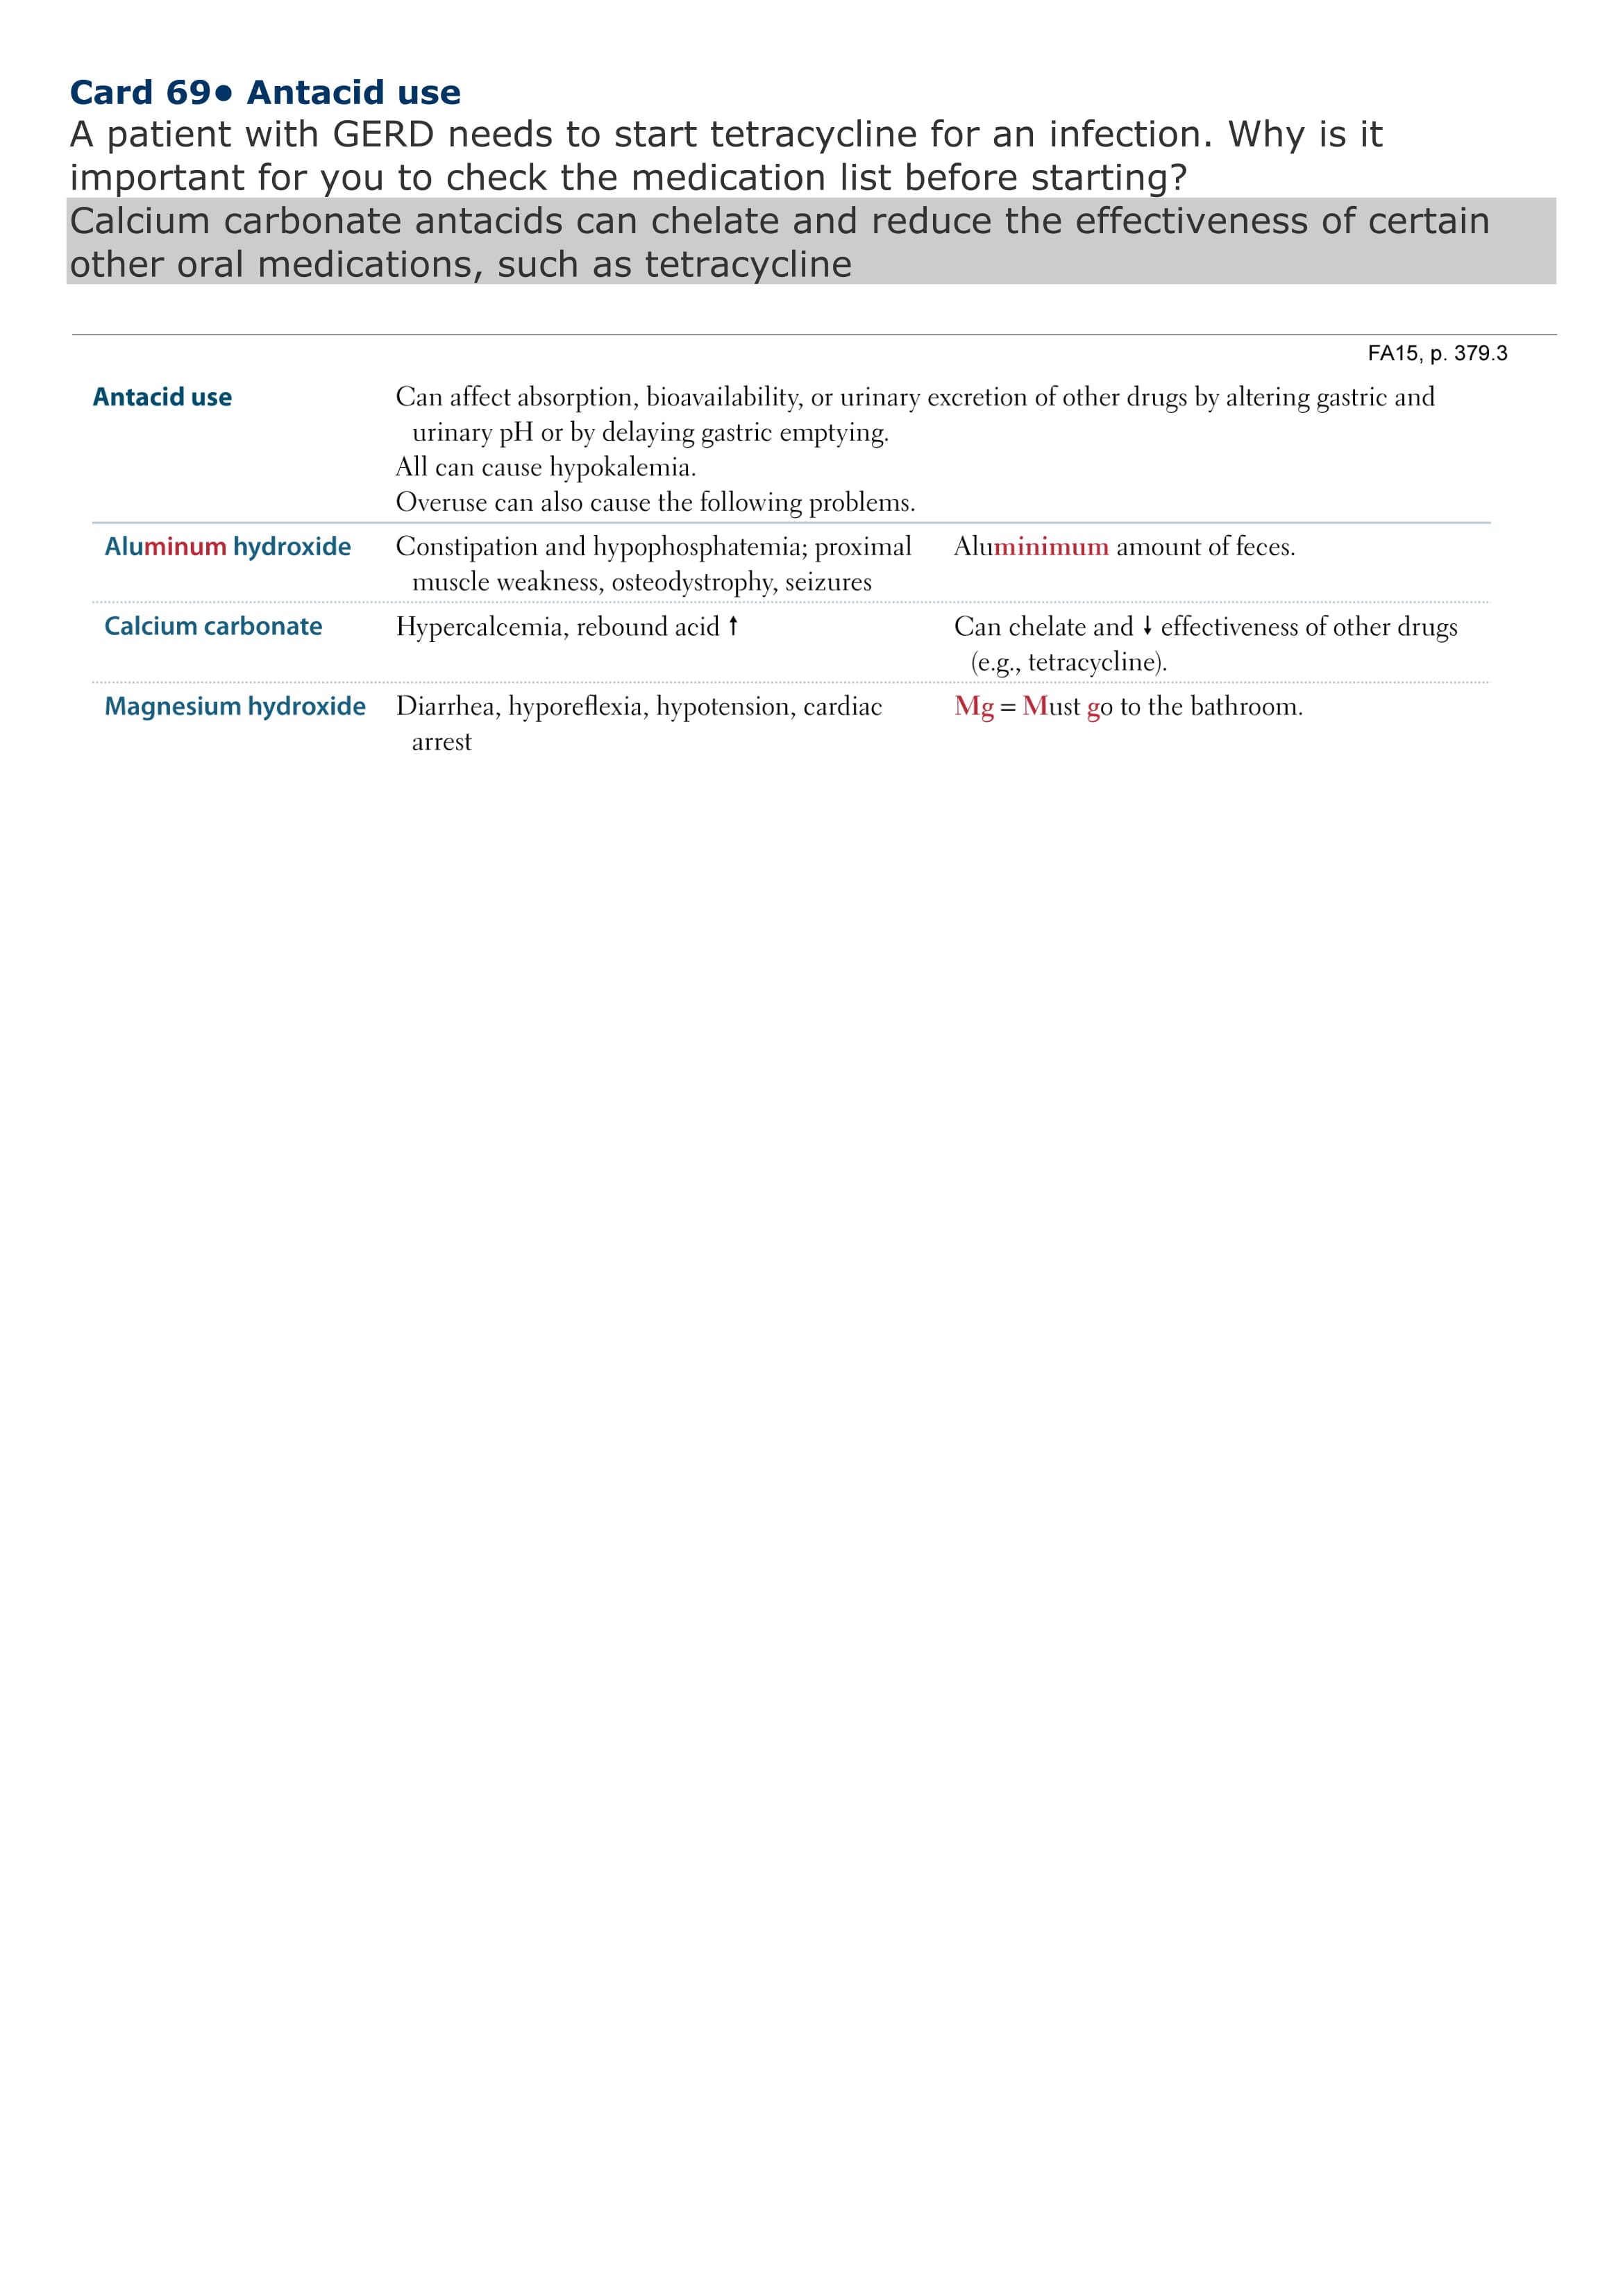 Card 69• Antacid use
A patient with GERD needs to start tetracycline for an infection. Why is it
important for you to check the medication list before starting?
Calcium carbonate antacids can chelate and reduce the effectiveness of certain
other oral medications, such as tetracycline
FA15, p. 379.3
Antacid use Can affect absorption, bioavailability, or urinary excretion of other drugs by altering gastric and
urinary pH or by delaying gastric emptying.
All can cause hypokalemia.
Overuse can also cause the following problems.
Aluminum hydroxide Constipation and hypophosphatemia; proximal Aluminimum amount of feces.
muscle weakness, osteodystrophy, seizures
Calcium carbonate Hypercalcemia, rebound acid ↑ Can chelate and ↓ effectiveness of other drugs
(e.g., tetracycline).
Magnesium hydroxide Diarrhea, hyporeflexia, hypotension, cardiac Mg = Must go to the bathroom.
arrest